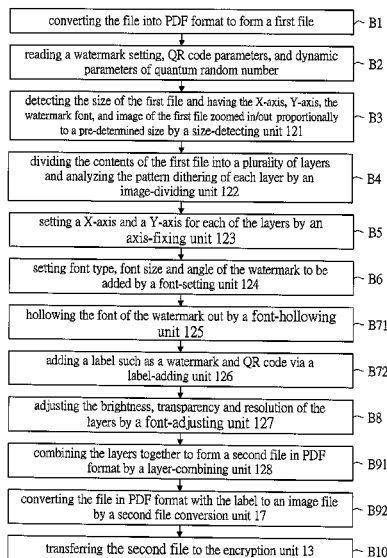 converting the file into PDF format to form a first file
B1
reading a watermark setting, QR code parameters, and dynamic
parameters of quantum random number
B2
detecting the size of the first file and having the X-axis, Y-axis, the
watermark font, and image of the first file zoomed in/out proportionally
to a pre-determined size by a size-detecting unit 121
B3
dividing the contents of the first file into a plurality of layers
and analyzing the pattern dithering of each layer by an
image-dividing unit 122
B4
setting a X-axis and a Y-axis for each of the layers by an
axis-fixing unit 123
B5
setting font type, font size and angle of the watermark to be
added by a font-setting unit 124
B6
hollowing the font of the watermark out by a font-hollowing
unit 125
B71
adding a label such as a watermark and QR code via a
label-adding unit 126
B72
adjusting the brightness, transparency and resolution of the
layers by a font-adjusting unit 127
B8
combining the layers together to form a second file in PDF
format by a layer-combining unit 128
B91
converting the file in PDF format with the label to an image file
by a second file conversion unit 17
B92
transferring the second file to the encryption unit 13
B10